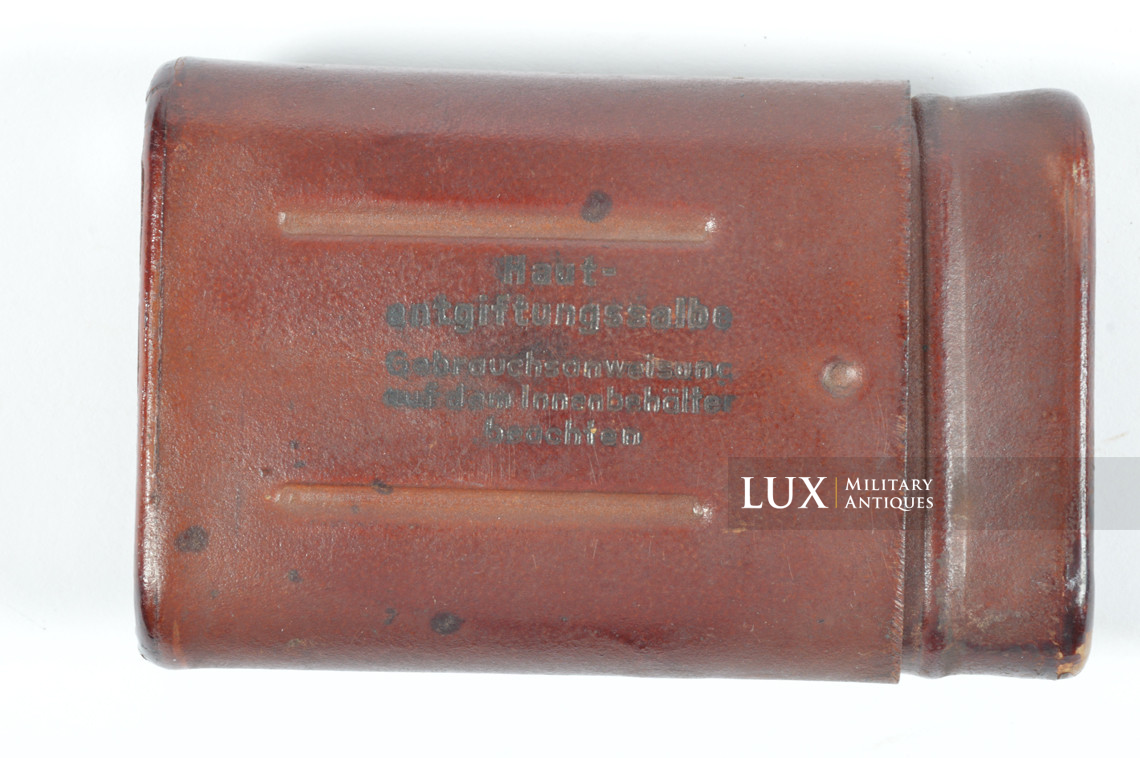 Haut-
entgiftungssalbe
Gebrauchsanweisung
auf dem Innenbehälter
beachten
LUX MILITARY
ANTIQUES